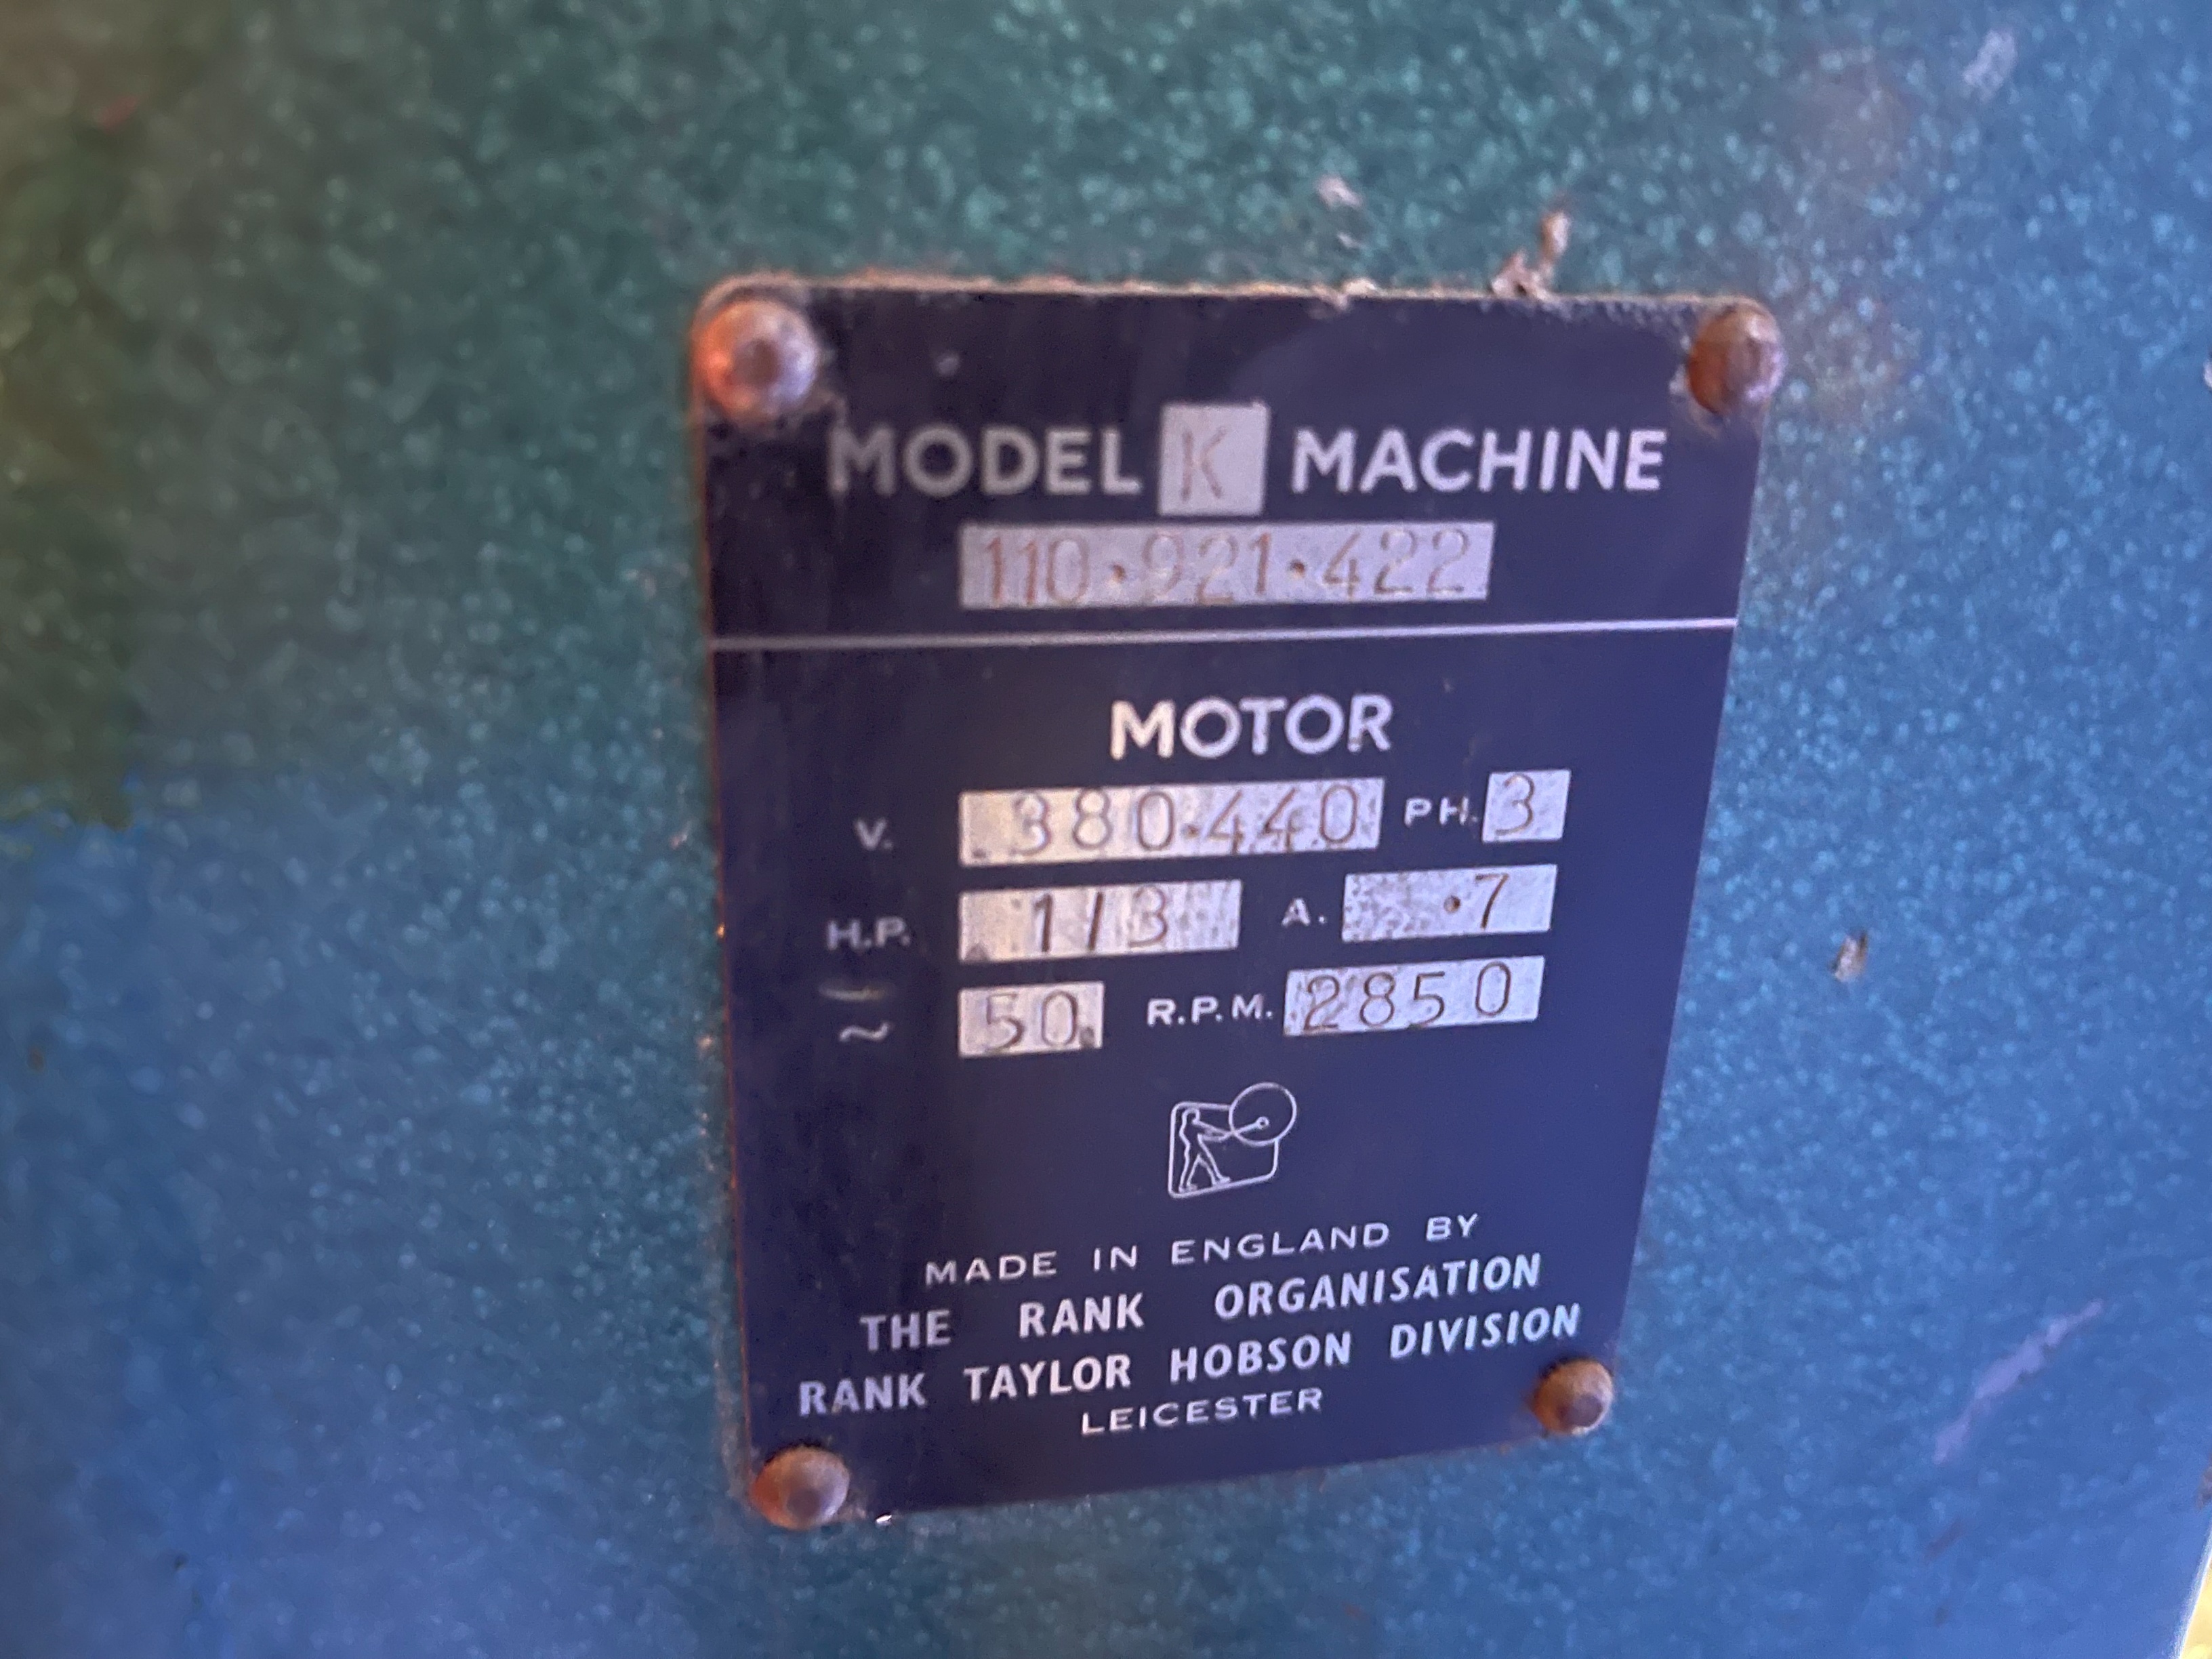 MODEL K MACHINE
110·921·422
MOTOR
V. 380·440 PH. 3
H.P. 1/3 A. ·7
~ 50 R.P.M. 2850
MADE IN ENGLAND BY
THE RANK ORGANISATION
RANK TAYLOR HOBSON DIVISION
LEICESTER